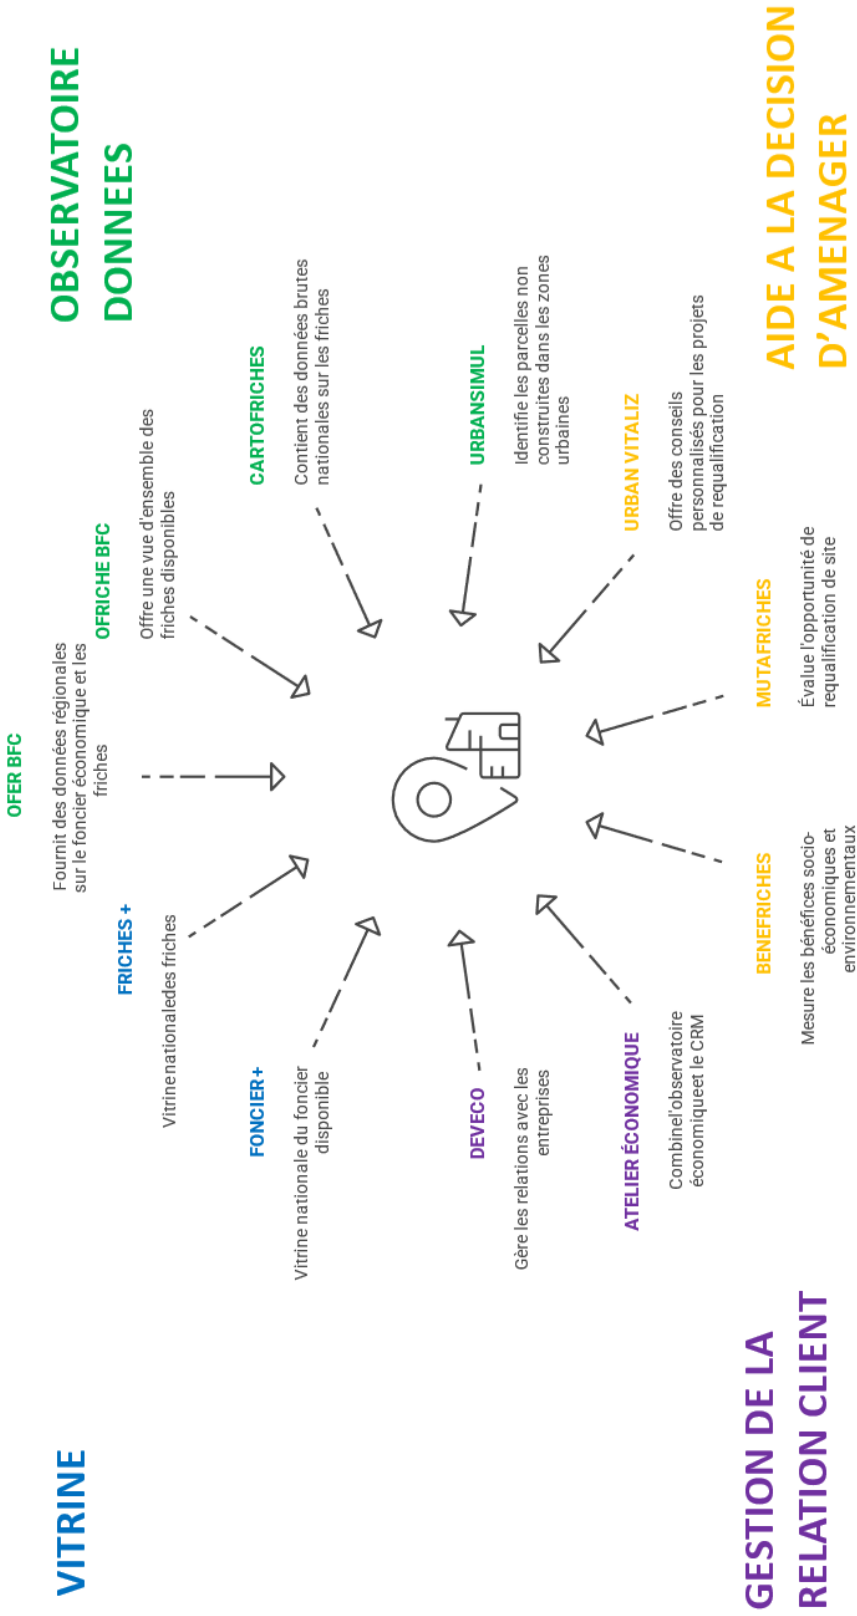 VITRINE
OBSERVATOIRE
DONNEES
OFER BFC
Fournit des données régionales
sur le foncier économique et les
friches
FRICHES +
Vitrinenationaledes friches
OFRICHE BFC
Offre une vue d'ensemble des
friches disponibles
FONCIER+
Vitrine nationale du foncier
disponible
CARTOFRICHES
Contient des données brutes
nationales sur les friches
DEVECO
Gère les relations avec les
entreprises
URBANSIMUL
Identifie les parcelles non
construites dans les zones
urbaines
ATELIER ÉCONOMIQUE
Combinel'observatoire
économiqueet le CRM
URBAN VITALIZ
Offre des conseils
personnalisés pour les projets
de requalification
BENEFRICHES
Mesure les bénéfices socio-
économiques et
environnementaux
MUTAFRICHES
Évalue l'opportunité de
requalification de site
GESTION DE LA
RELATION CLIENT
AIDE A LA DECISION
D'AMENAGER